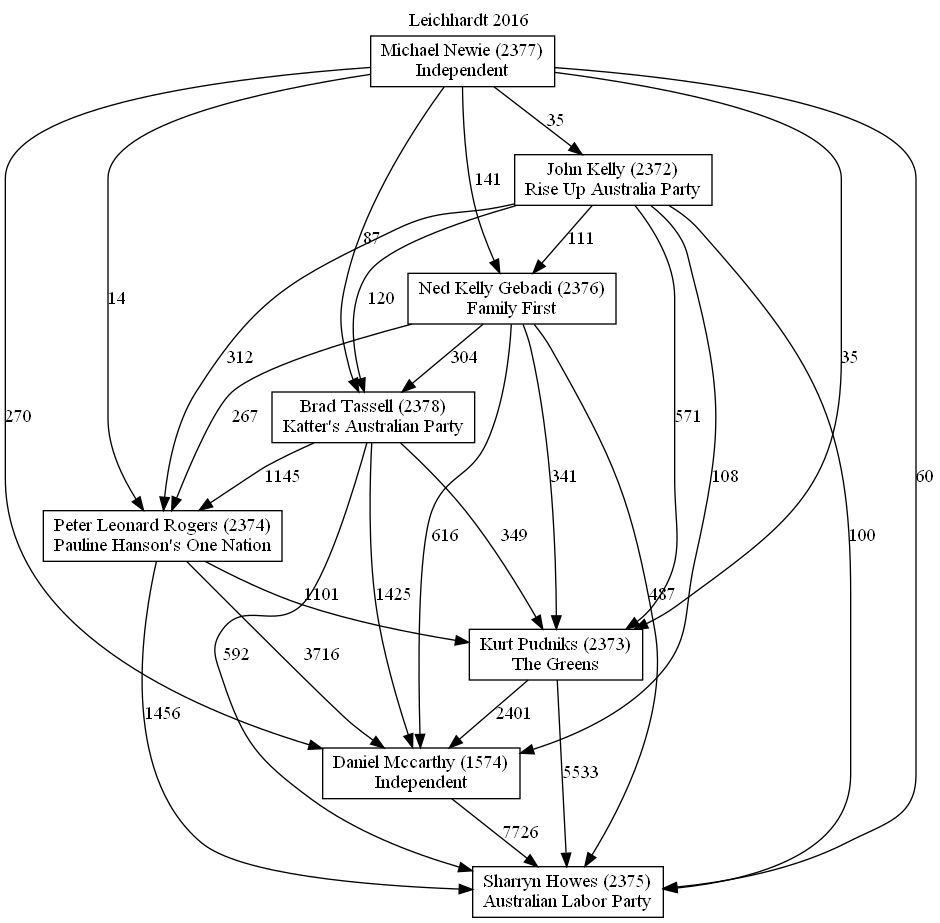 Leichhardt 2016
Michael Newie (2377)
Independent
35
John Kelly (2372)
Rise Up Australia Party
141
87
111
Ned Kelly Gebadi (2376)
Family First
14
120
312
304
35
270
267
571
Brad Tassell (2378)
Katter's Australian Party
1145
341
108
60
Peter Leonard Rogers (2374)
Pauline Hanson's One Nation
616
349
100
1101
1425
487
592
3716
Kurt Pudniks (2373)
The Greens
1456
2401
Daniel Mccarthy (1574)
Independent
5533
7726
Sharryn Howes (2375)
Australian Labor Party